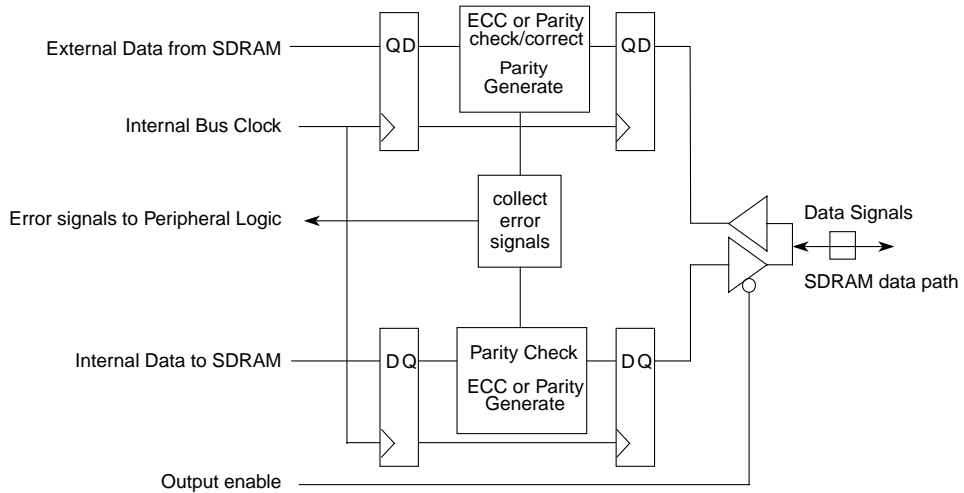 External Data from SDRAM
QD
ECC or Parity
check/correct
Parity
Generate
QD
Internal Bus Clock
Error signals to Peripheral Logic
collect
error
signals
Data Signals
SDRAM data path
Internal Data to SDRAM
DQ
Parity Check
ECC or Parity
Generate
DQ
Output enable